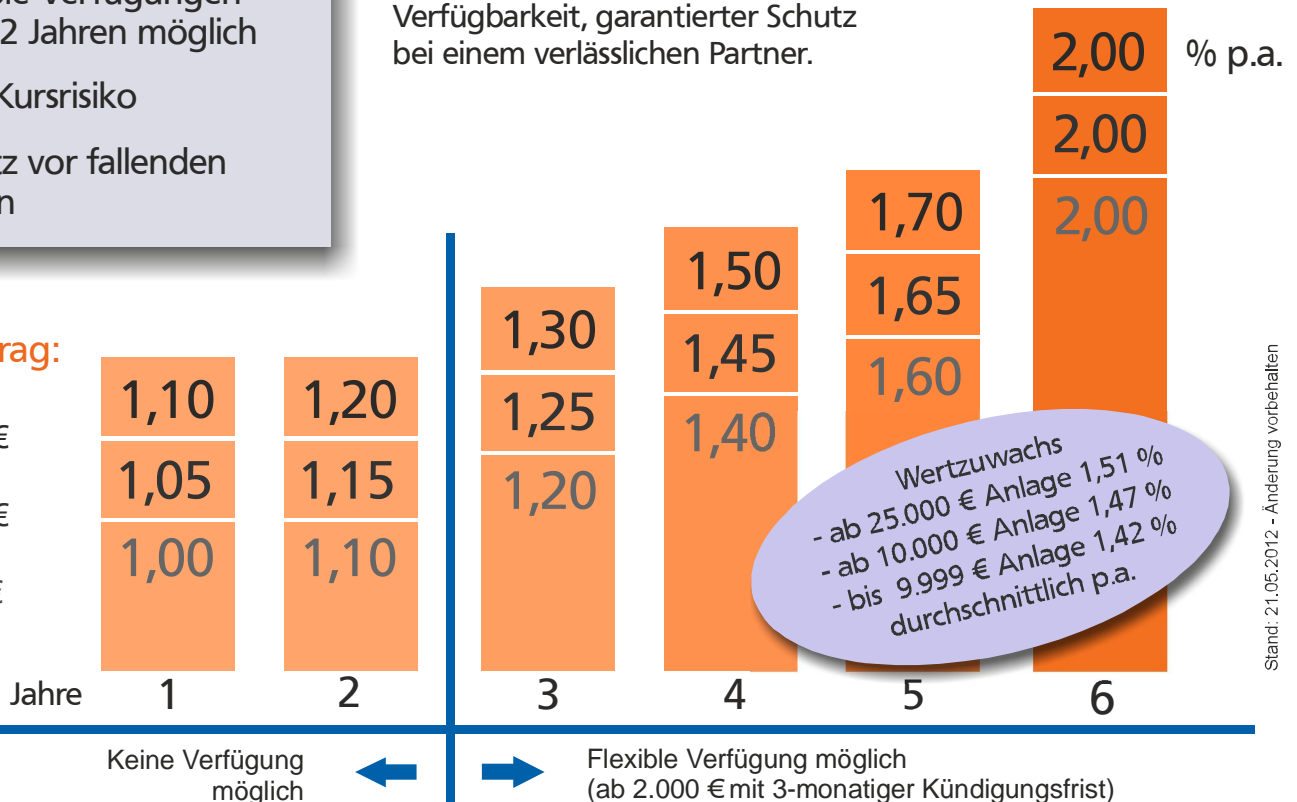 Verfügungen
2 Jahren möglich
Kursrisiko
vor fallenden
Verfügbarkeit, garantierter Schutz
bei einem verlässlichen Partner.
2,00 % p.a.
2,00
2,00
1,70
1,65
1,60
1,50
1,45
1,40
1,30
1,25
1,20
1,10 1,20
€
1,05 1,15
€
1,00 1,10
€
Wertzuwachs
- ab 25.000 € Anlage 1,51 %
- ab 10.000 € Anlage 1,47 %
- bis 9.999 € Anlage 1,42 %
durchschnittlich p.a.
Jahre 1 2 3 4 5 6
Keine Verfügung
möglich
Flexible Verfügung möglich
(ab 2.000 € mit 3-monatiger Kündigungsfrist)
Stand: 21.05.2012 - Änderung vorbehalten